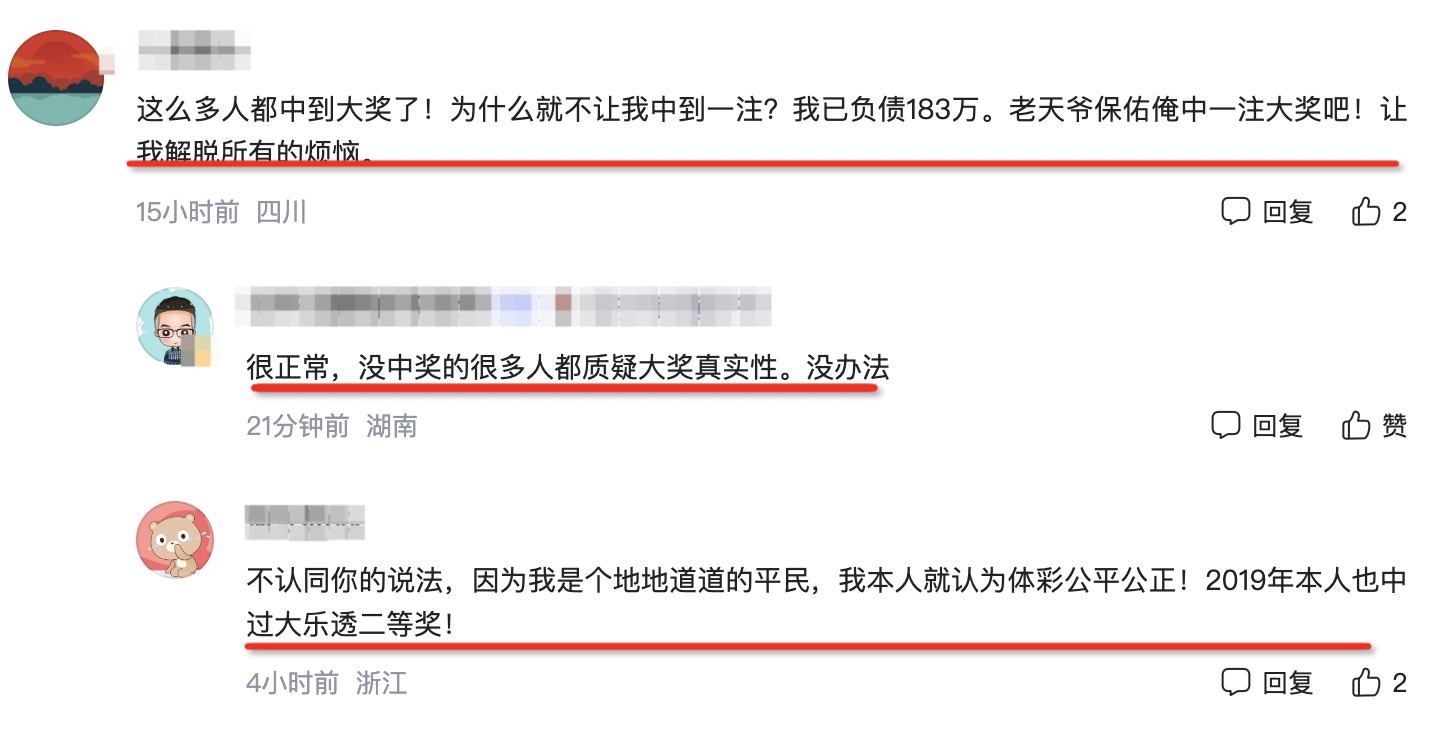 这么多人都中到大奖了！为什么就不让我中到一注？我已负债183万。老天爷保佑俺中一注大奖吧！让
我解脱所有的烦恼。
15小时前 四川
回复 2
很正常，没中奖的很多人都质疑大奖真实性。没办法
21分钟前 湖南
回复 赞
不认同你的说法，因为我是个地地道道的平民，我本人就认为体彩公平公正！2019年本人也中
过大乐透二等奖！
4小时前 浙江
回复 2